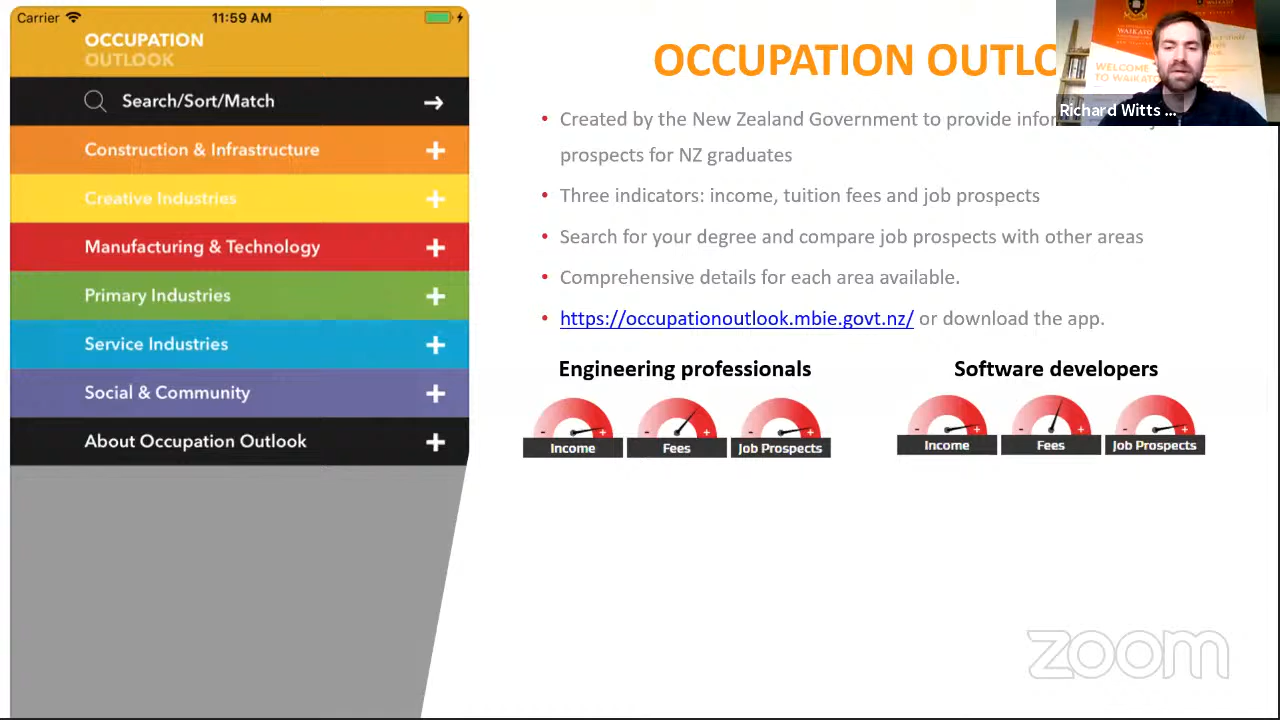 Carrier 11:59 AM
OCCUPATION
OUTLOOK
Search/Sort/Match
Construction & Infrastructure
Creative Industries
Manufacturing & Technology
Primary Industries
Service Industries
Social & Community
About Occupation Outlook
OCCUPATION
WAIKATO
WELCOME
TO WAIKATO
Richard Witts ...
• Created by the New Zealand Government to provide
prospects for NZ graduates
• Three indicators: income, tuition fees and job prospects
• Search for your degree and compare job prospects with other areas
• Comprehensive details for each area available.
• https://occupationoutlook.mbie.govt.nz/ or download the app.
Engineering professionals
- + - + - +
Income Fees Job Prospects
Software developers
- + - + - +
Income Fees Job Prospects
zoom